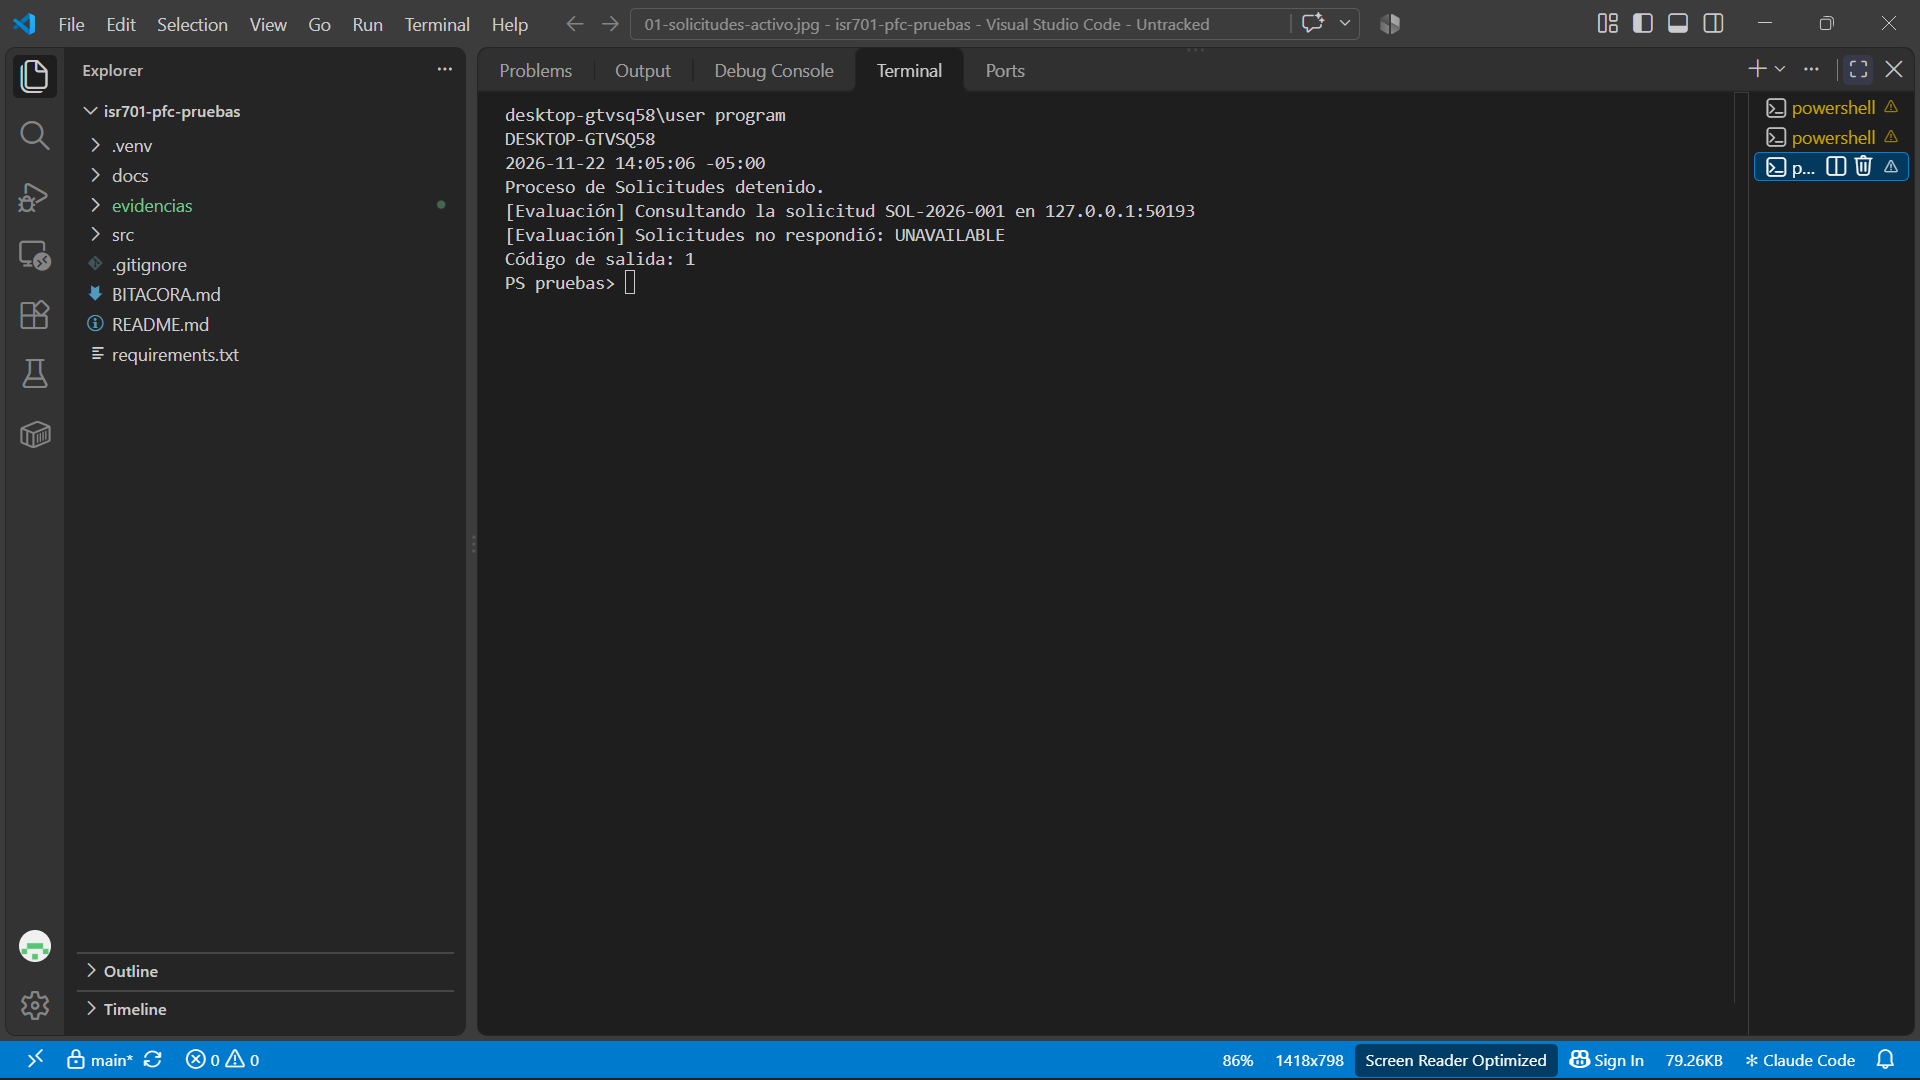 File Edit Selection View Go Run Terminal Help
01-solicitudes-activo.jpg - isr701-pfc-pruebas - Visual Studio Code - Untracked
Explorer
isr701-pfc-pruebas
.venv
docs
evidencias
src
.gitignore
BITACORA.md
README.md
requirements.txt
Outline
Timeline
Problems Output Debug Console Terminal Ports
desktop-gtvsq58\user program
DESKTOP-GTVSQ58
2026-11-22 14:05:06 -05:00
Proceso de Solicitudes detenido.
[Evaluación] Consultando la solicitud SOL-2026-001 en 127.0.0.1:50193
[Evaluación] Solicitudes no respondió: UNAVAILABLE
Código de salida: 1
PS pruebas>
powershell
powershell
p...
main* 0 0
86% 1418x798 Screen Reader Optimized Sign In 79.26KB Claude Code